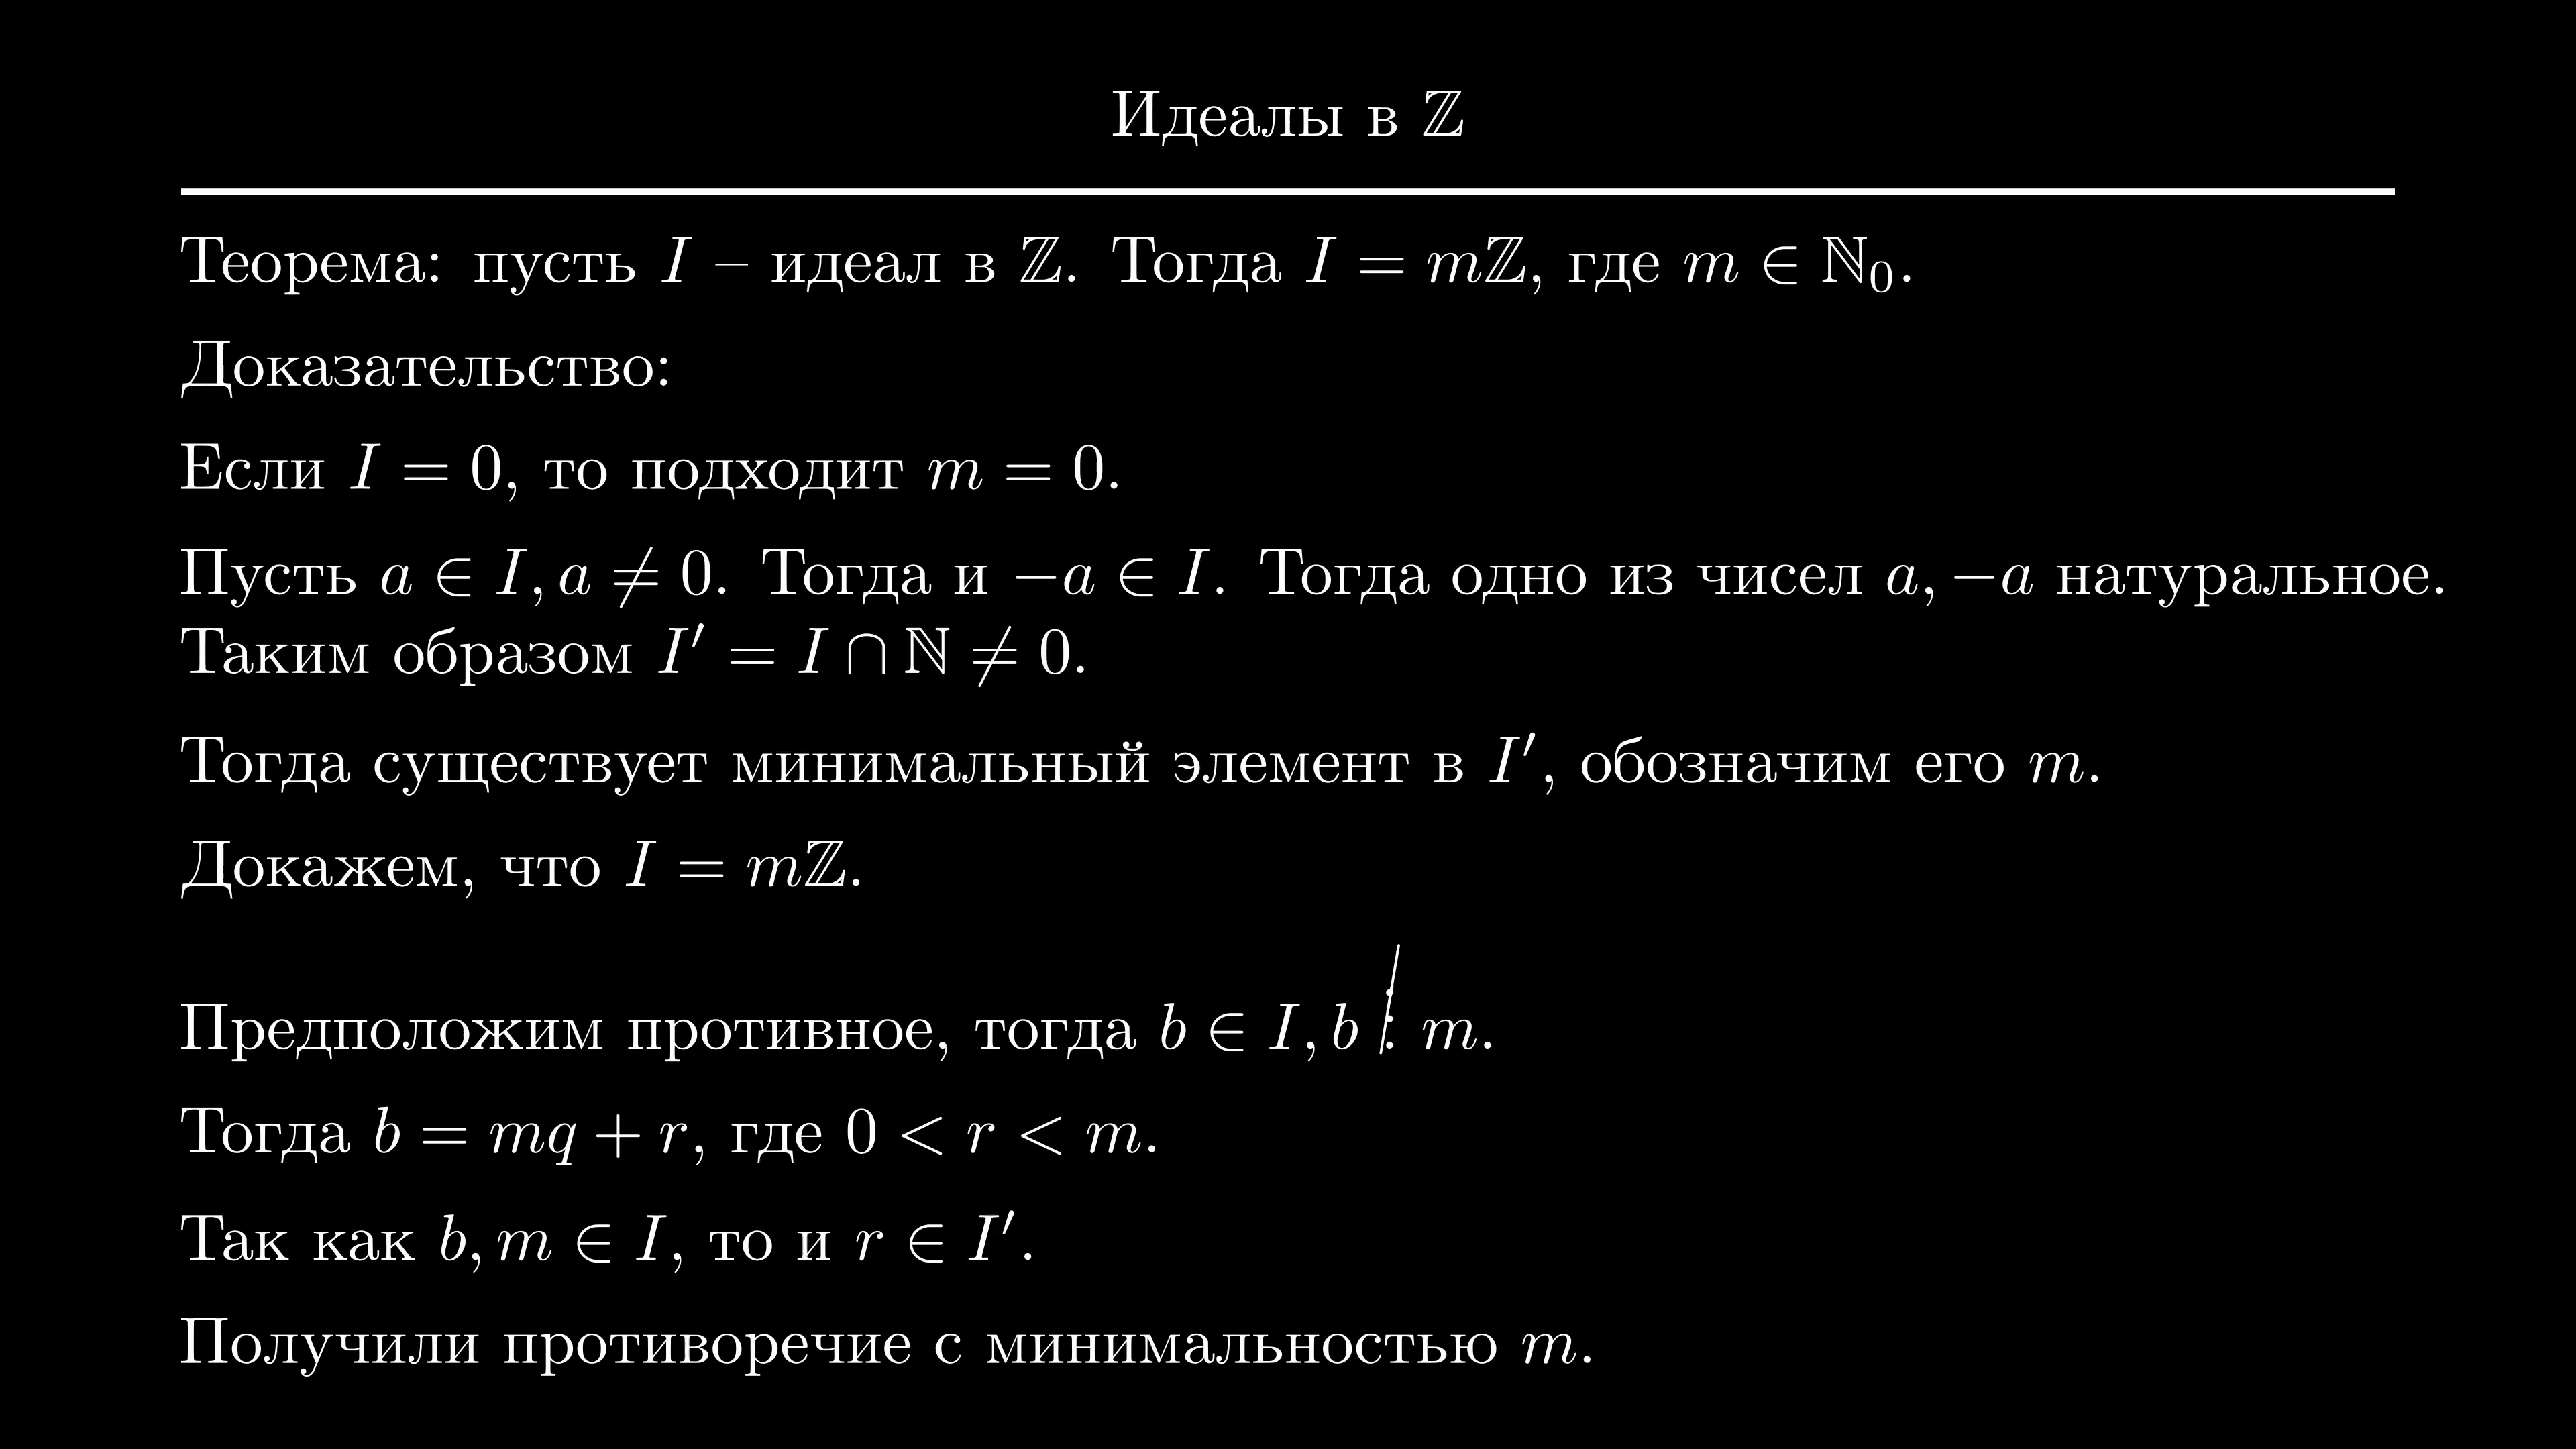 Идеалы в ℤ
Теорема: пусть I – идеал в ℤ. Тогда I = mℤ, где m ∈ ℕ₀.
Доказательство:
Если I = 0, то подходит m = 0.
Пусть a ∈ I, a ≠ 0. Тогда и −a ∈ I. Тогда одно из чисел a, −a натуральное.
Таким образом I′ = I ∩ ℕ ≠ 0.
Тогда существует минимальный элемент в I′, обозначим его m.
Докажем, что I = mℤ.
Предположим противное, тогда b ∈ I, b ⋮̸ m.
Тогда b = mq + r, где 0 < r < m.
Так как b, m ∈ I, то и r ∈ I′.
Получили противоречие с минимальностью m.